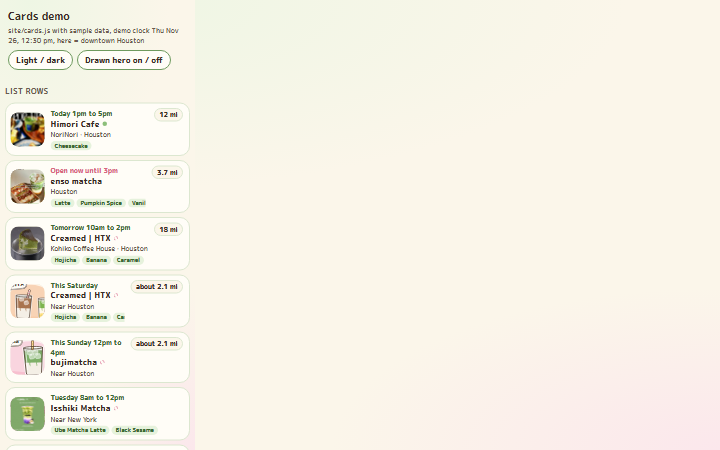 Cards demo
site/cards.js with sample data, demo clock Thu Nov
26, 12:30 pm, here = downtown Houston
Light / dark
Drawn hero on / off
LIST ROWS
Today 1pm to 5pm
12 mi
Himori Cafe
NoriNori · Houston
Cheesecake
Open now until 3pm
3.7 mi
enso matcha
Houston
Latte
Pumpkin Spice
Vanil
Tomorrow 10am to 2pm
18 mi
Creamed | HTX
Kohiko Coffee House · Houston
Hojicha
Banana
Caramel
This Saturday
about 2.1 mi
Creamed | HTX
Near Houston
Hojicha
Banana
Ca
This Sunday 12pm to
4pm
about 2.1 mi
bujimatcha
Near Houston
Tuesday 8am to 12pm
Isshiki Matcha
Near New York
Ube Matcha Latte
Black Sesame